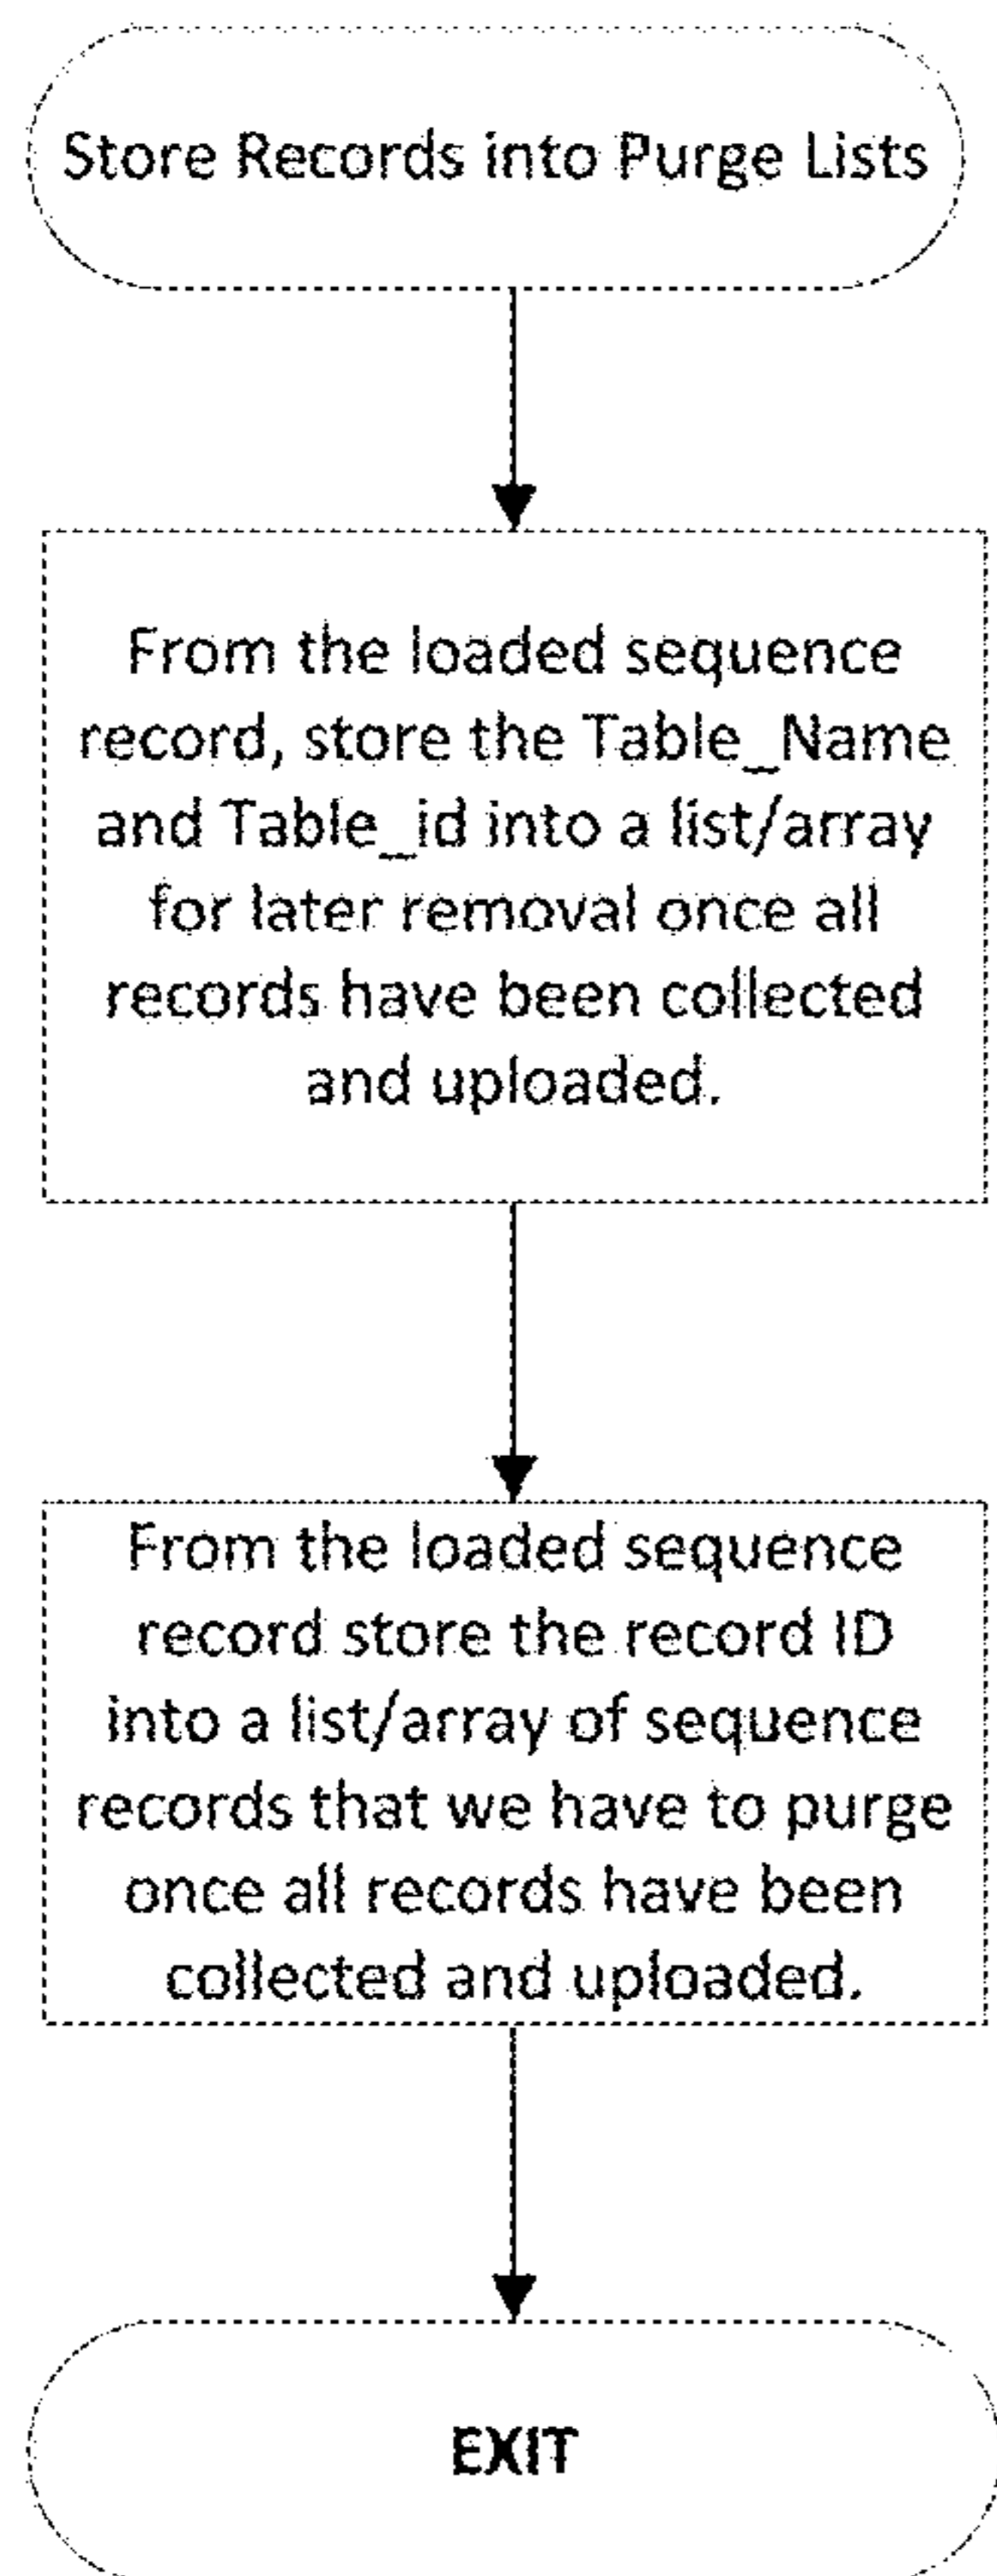 Store Records into Purge Lists
From the loaded sequence
record, store the Table_Name
and Table_id into a list/array
for later removal once all
records have been collected
and uploaded.
From the loaded sequence
record store the record ID
into a list/array of sequence
records that we have to purge
once all records have been
collected and uploaded.
EXIT